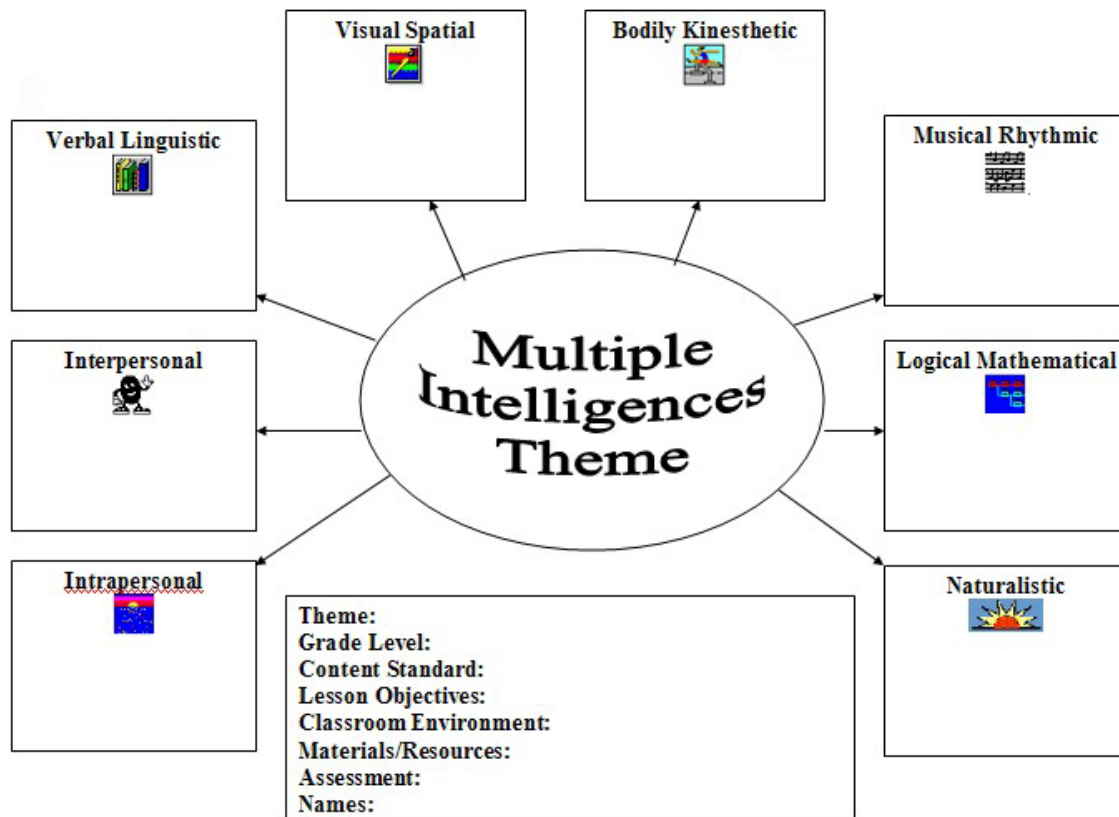 Visual Spatial
Bodily Kinesthetic
Verbal Linguistic
Musical Rhythmic
Interpersonal
Logical Mathematical
Multiple
Intelligences
Theme
Intrapersonal
Naturalistic
Theme:
Grade Level:
Content Standard:
Lesson Objectives:
Classroom Environment:
Materials/Resources:
Assessment:
Names: